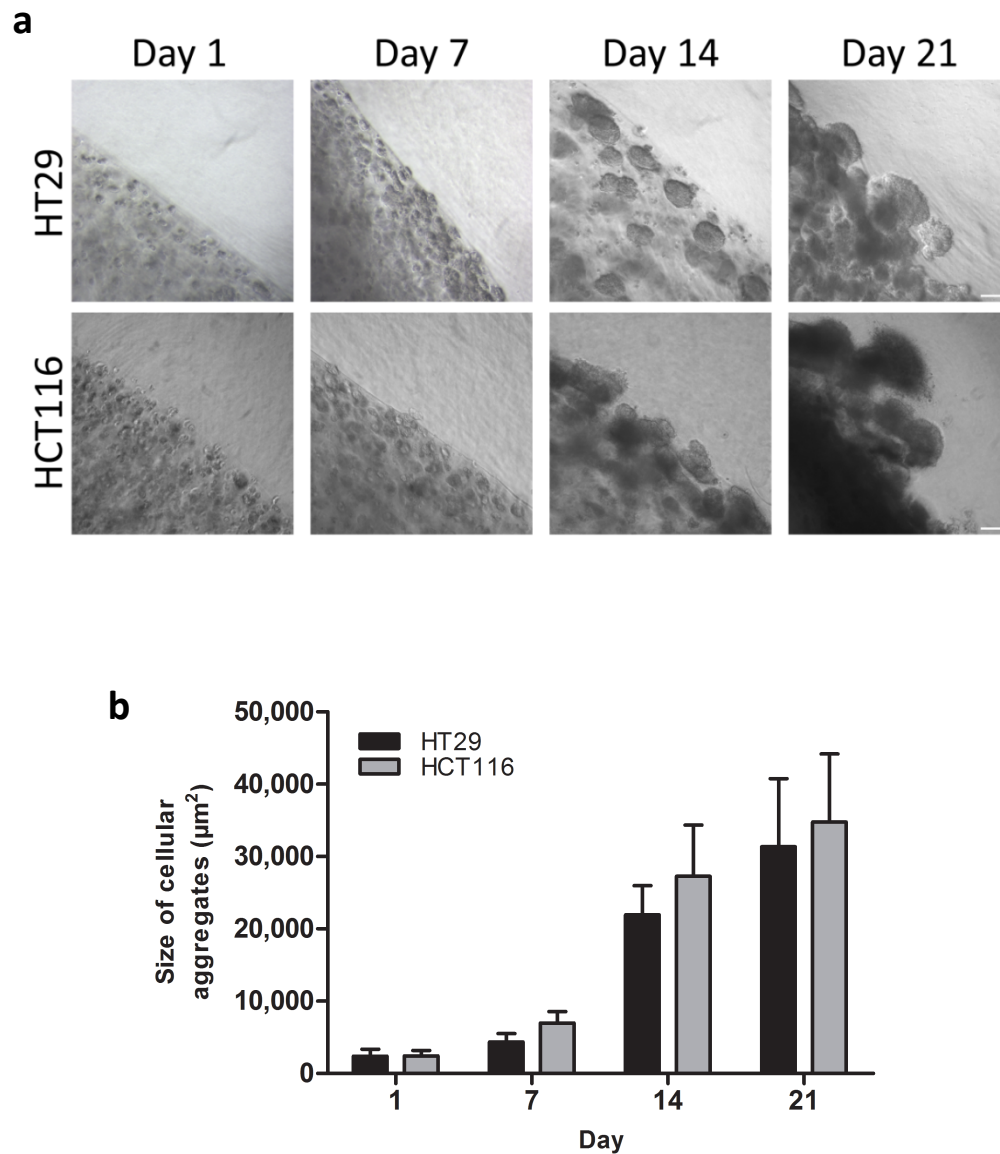 a
Day 1 Day 7 Day 14 Day 21
HT29
HCT116
b
50,000
40,000
30,000
20,000
10,000
0
Size of cellular
aggregates (µm²)
HT29
HCT116
1 7 14 21
Day